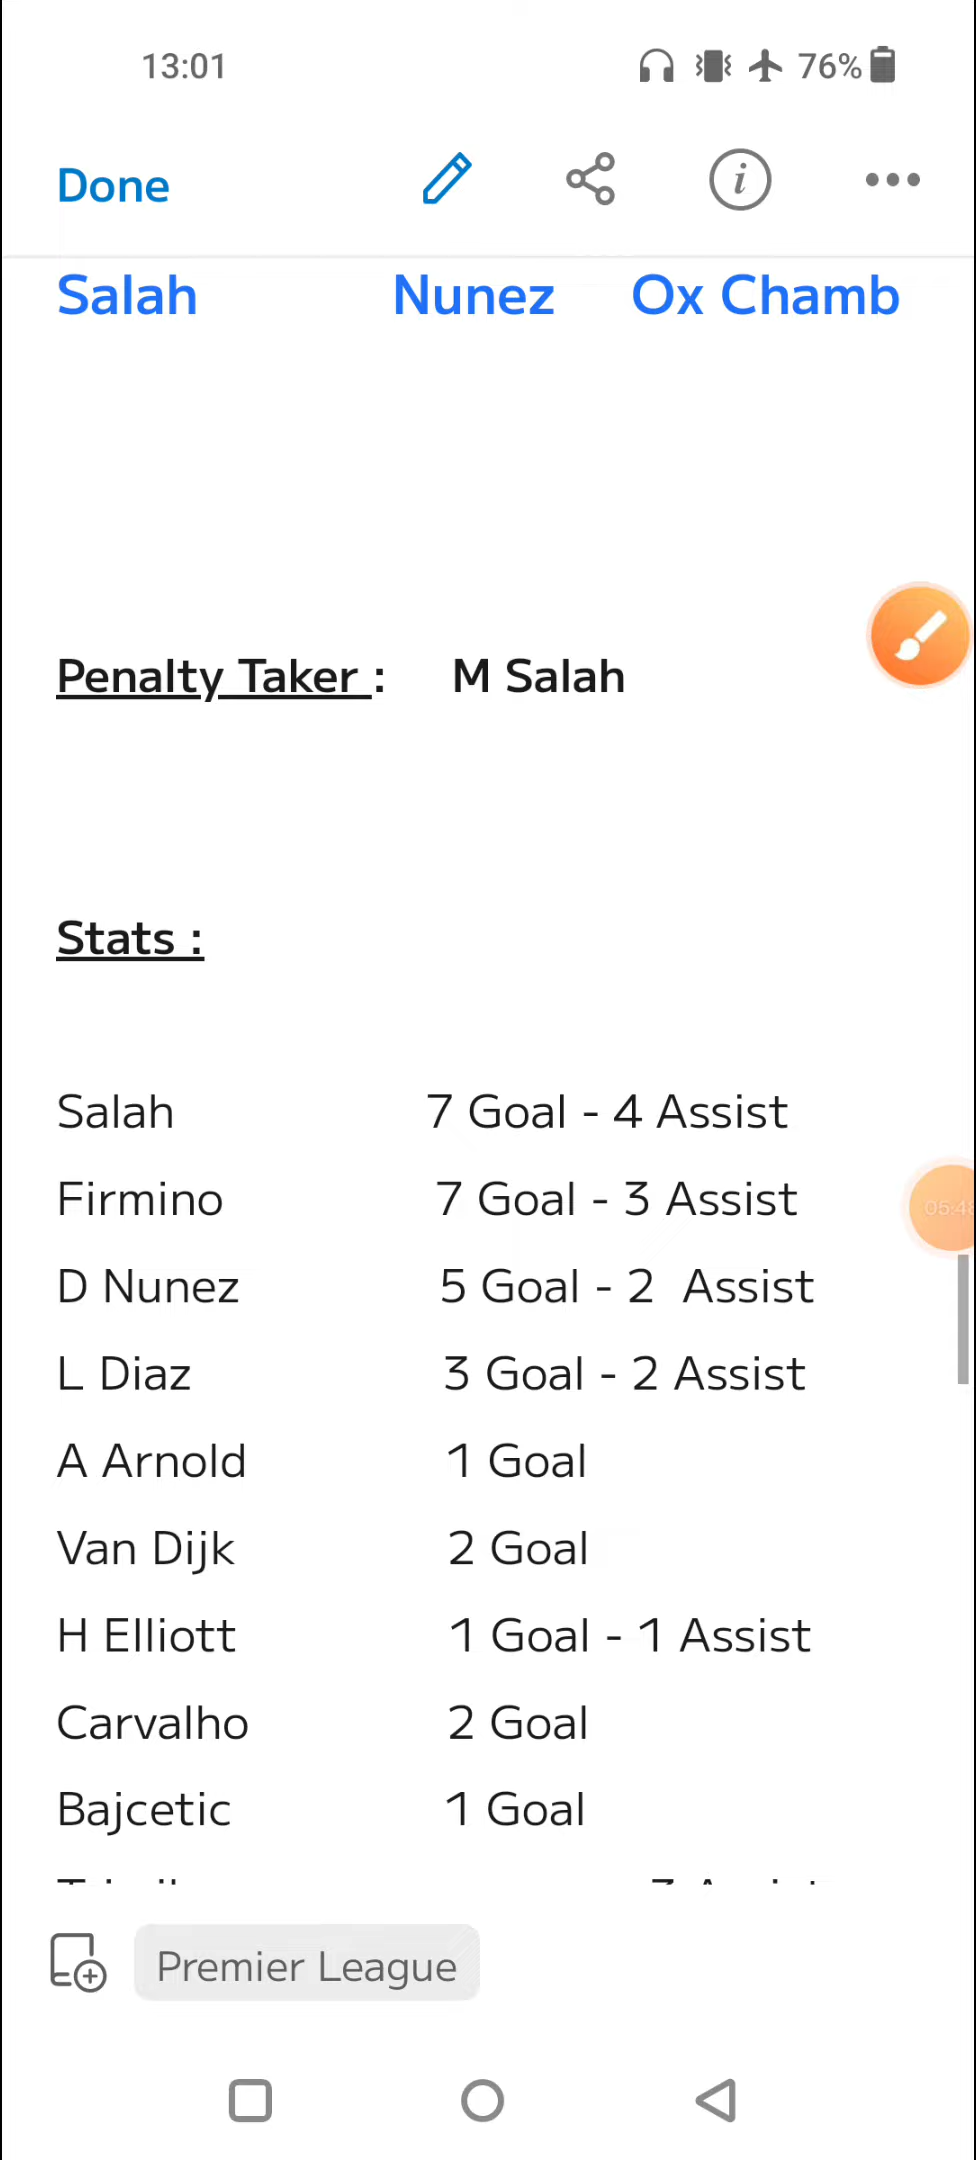 13:01 76%
Done
Salah Nunez Ox Chamb
Penalty Taker : M Salah
Stats :
Salah 7 Goal - 4 Assist
Firmino 7 Goal - 3 Assist
D Nunez 5 Goal - 2 Assist
L Diaz 3 Goal - 2 Assist
A Arnold 1 Goal
Van Dijk 2 Goal
H Elliott 1 Goal - 1 Assist
Carvalho 2 Goal
Bajcetic 1 Goal
Premier League